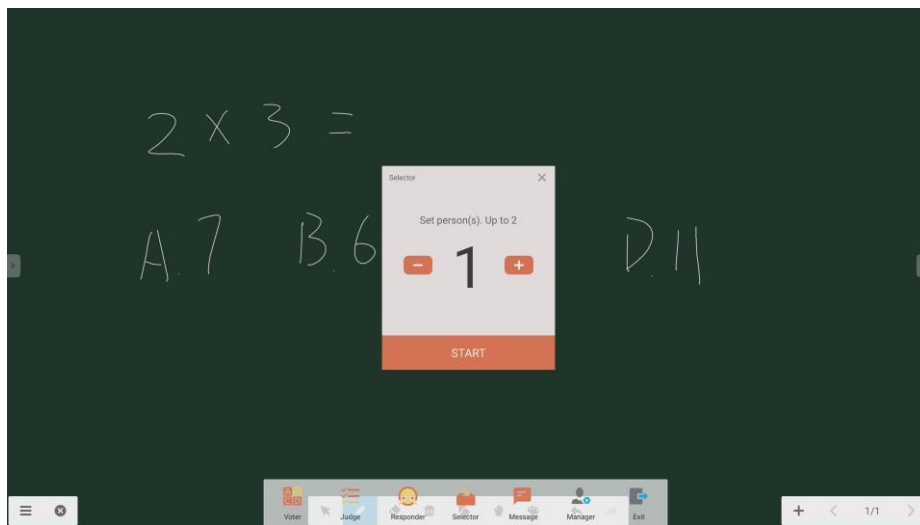 2 × 3 =
Selector
Set person(s). Up to 2
A.7 B.6 D.11
1
START
Voter Judge Responder Selector Message Manager Exit
1/1